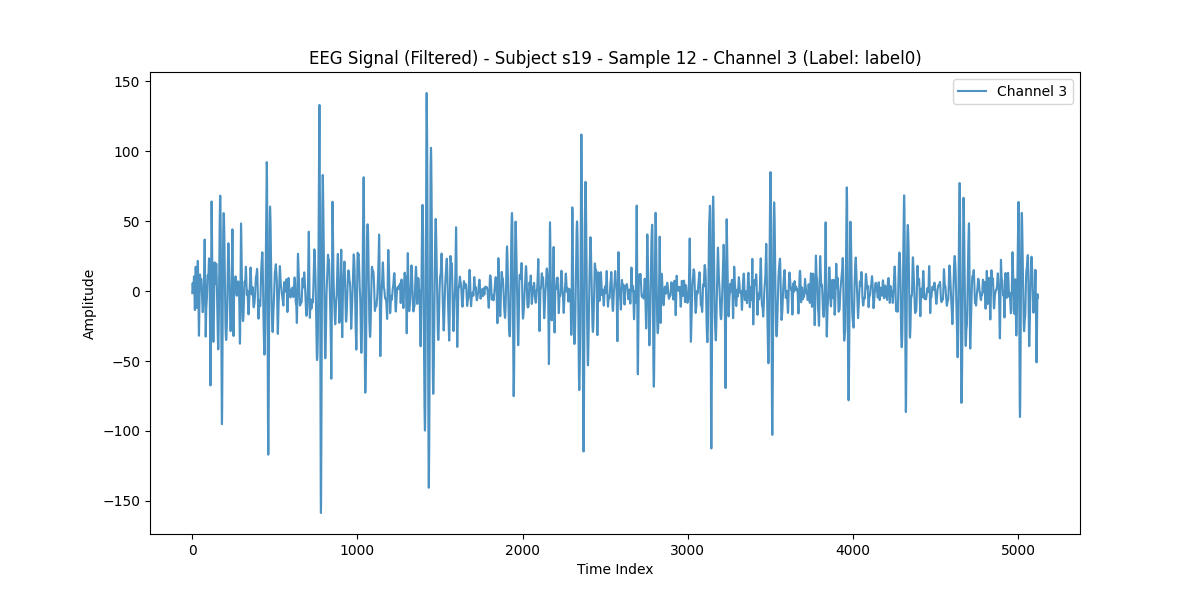 EEG Signal (Filtered) - Subject s19 - Sample 12 - Channel 3 (Label: label0)
Channel 3
150
100
50
0
−50
−100
−150
Amplitude
0 1000 2000 3000 4000 5000
Time Index